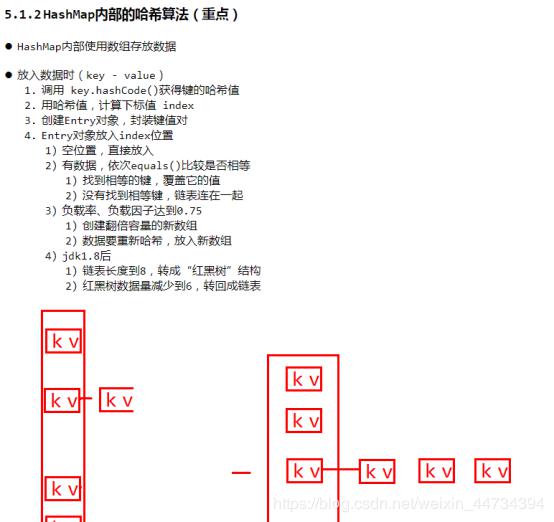 5.1.2 HashMap内部的哈希算法（重点）
● HashMap内部使用数组存放数据
● 放入数据时（key - value）
1. 调用 key.hashCode()获得键的哈希值
2. 用哈希值，计算下标值 index
3. 创建Entry对象，封装键值对
4. Entry对象放入index位置
1) 空位置，直接放入
2) 有数据，依次equals()比较是否相等
1) 找到相等的键，覆盖它的值
2) 没有找到相等键，链表连在一起
3) 负载率、负载因子达到0.75
1) 创建翻倍容量的新数组
2) 数据要重新哈希，放入新数组
4) jdk1.8后
1) 链表长度到8，转成“红黑树”结构
2) 红黑树数据量减少到6，转回成链表
k v
k v
k v k v
k v
k v k v k v k v
k v
https://blog.csdn.net/weixin_44734394